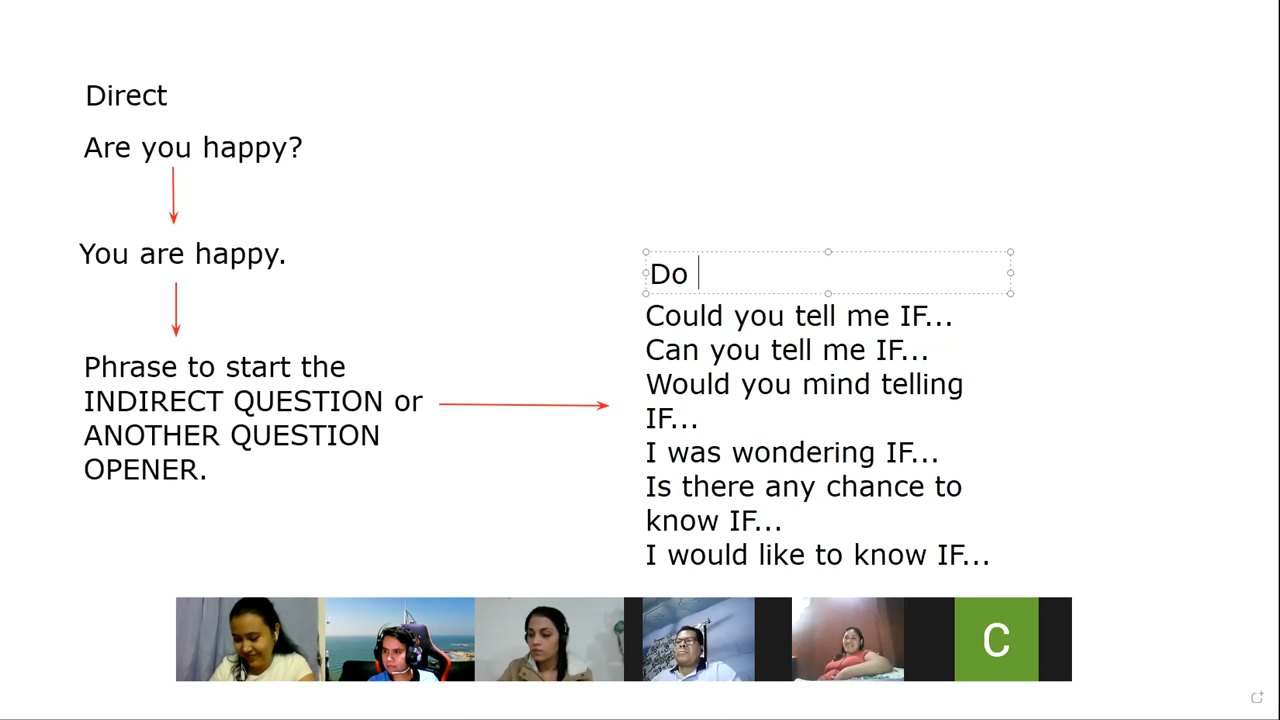 Direct
Are you happy?
You are happy.
Phrase to start the
INDIRECT QUESTION or
ANOTHER QUESTION
OPENER.
Do
Could you tell me IF...
Can you tell me IF...
Would you mind telling
IF...
I was wondering IF...
Is there any chance to
know IF...
I would like to know IF...
C